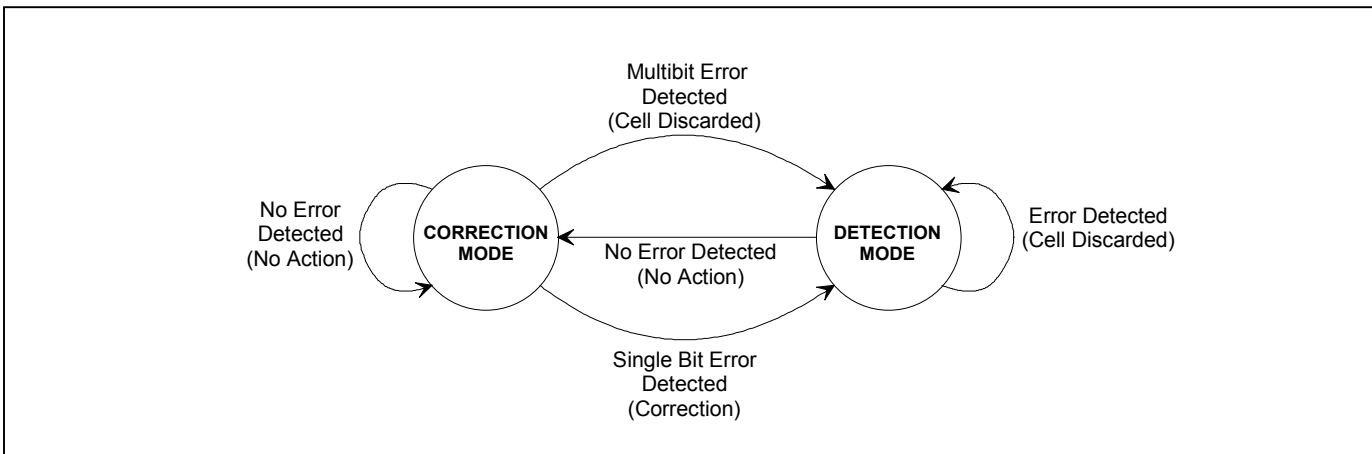 Multibit Error
Detected
(Cell Discarded)
No Error
Detected
(No Action)
CORRECTION
MODE
No Error Detected
(No Action)
DETECTION
MODE
Error Detected
(Cell Discarded)
Single Bit Error
Detected
(Correction)